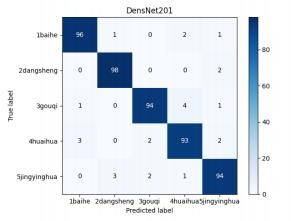 DensNet201
1baihe 96 1 0 2 1
2dangsheng 0 98 0 0 2
3gouqi 1 0 94 4 1
4huaihua 3 0 2 93 2
5jingyinghua 0 3 2 1 94
1baihe 2dangsheng 3gouqi 4huaihua 5jingyinghua
Predicted label
True label
80
60
40
20
0